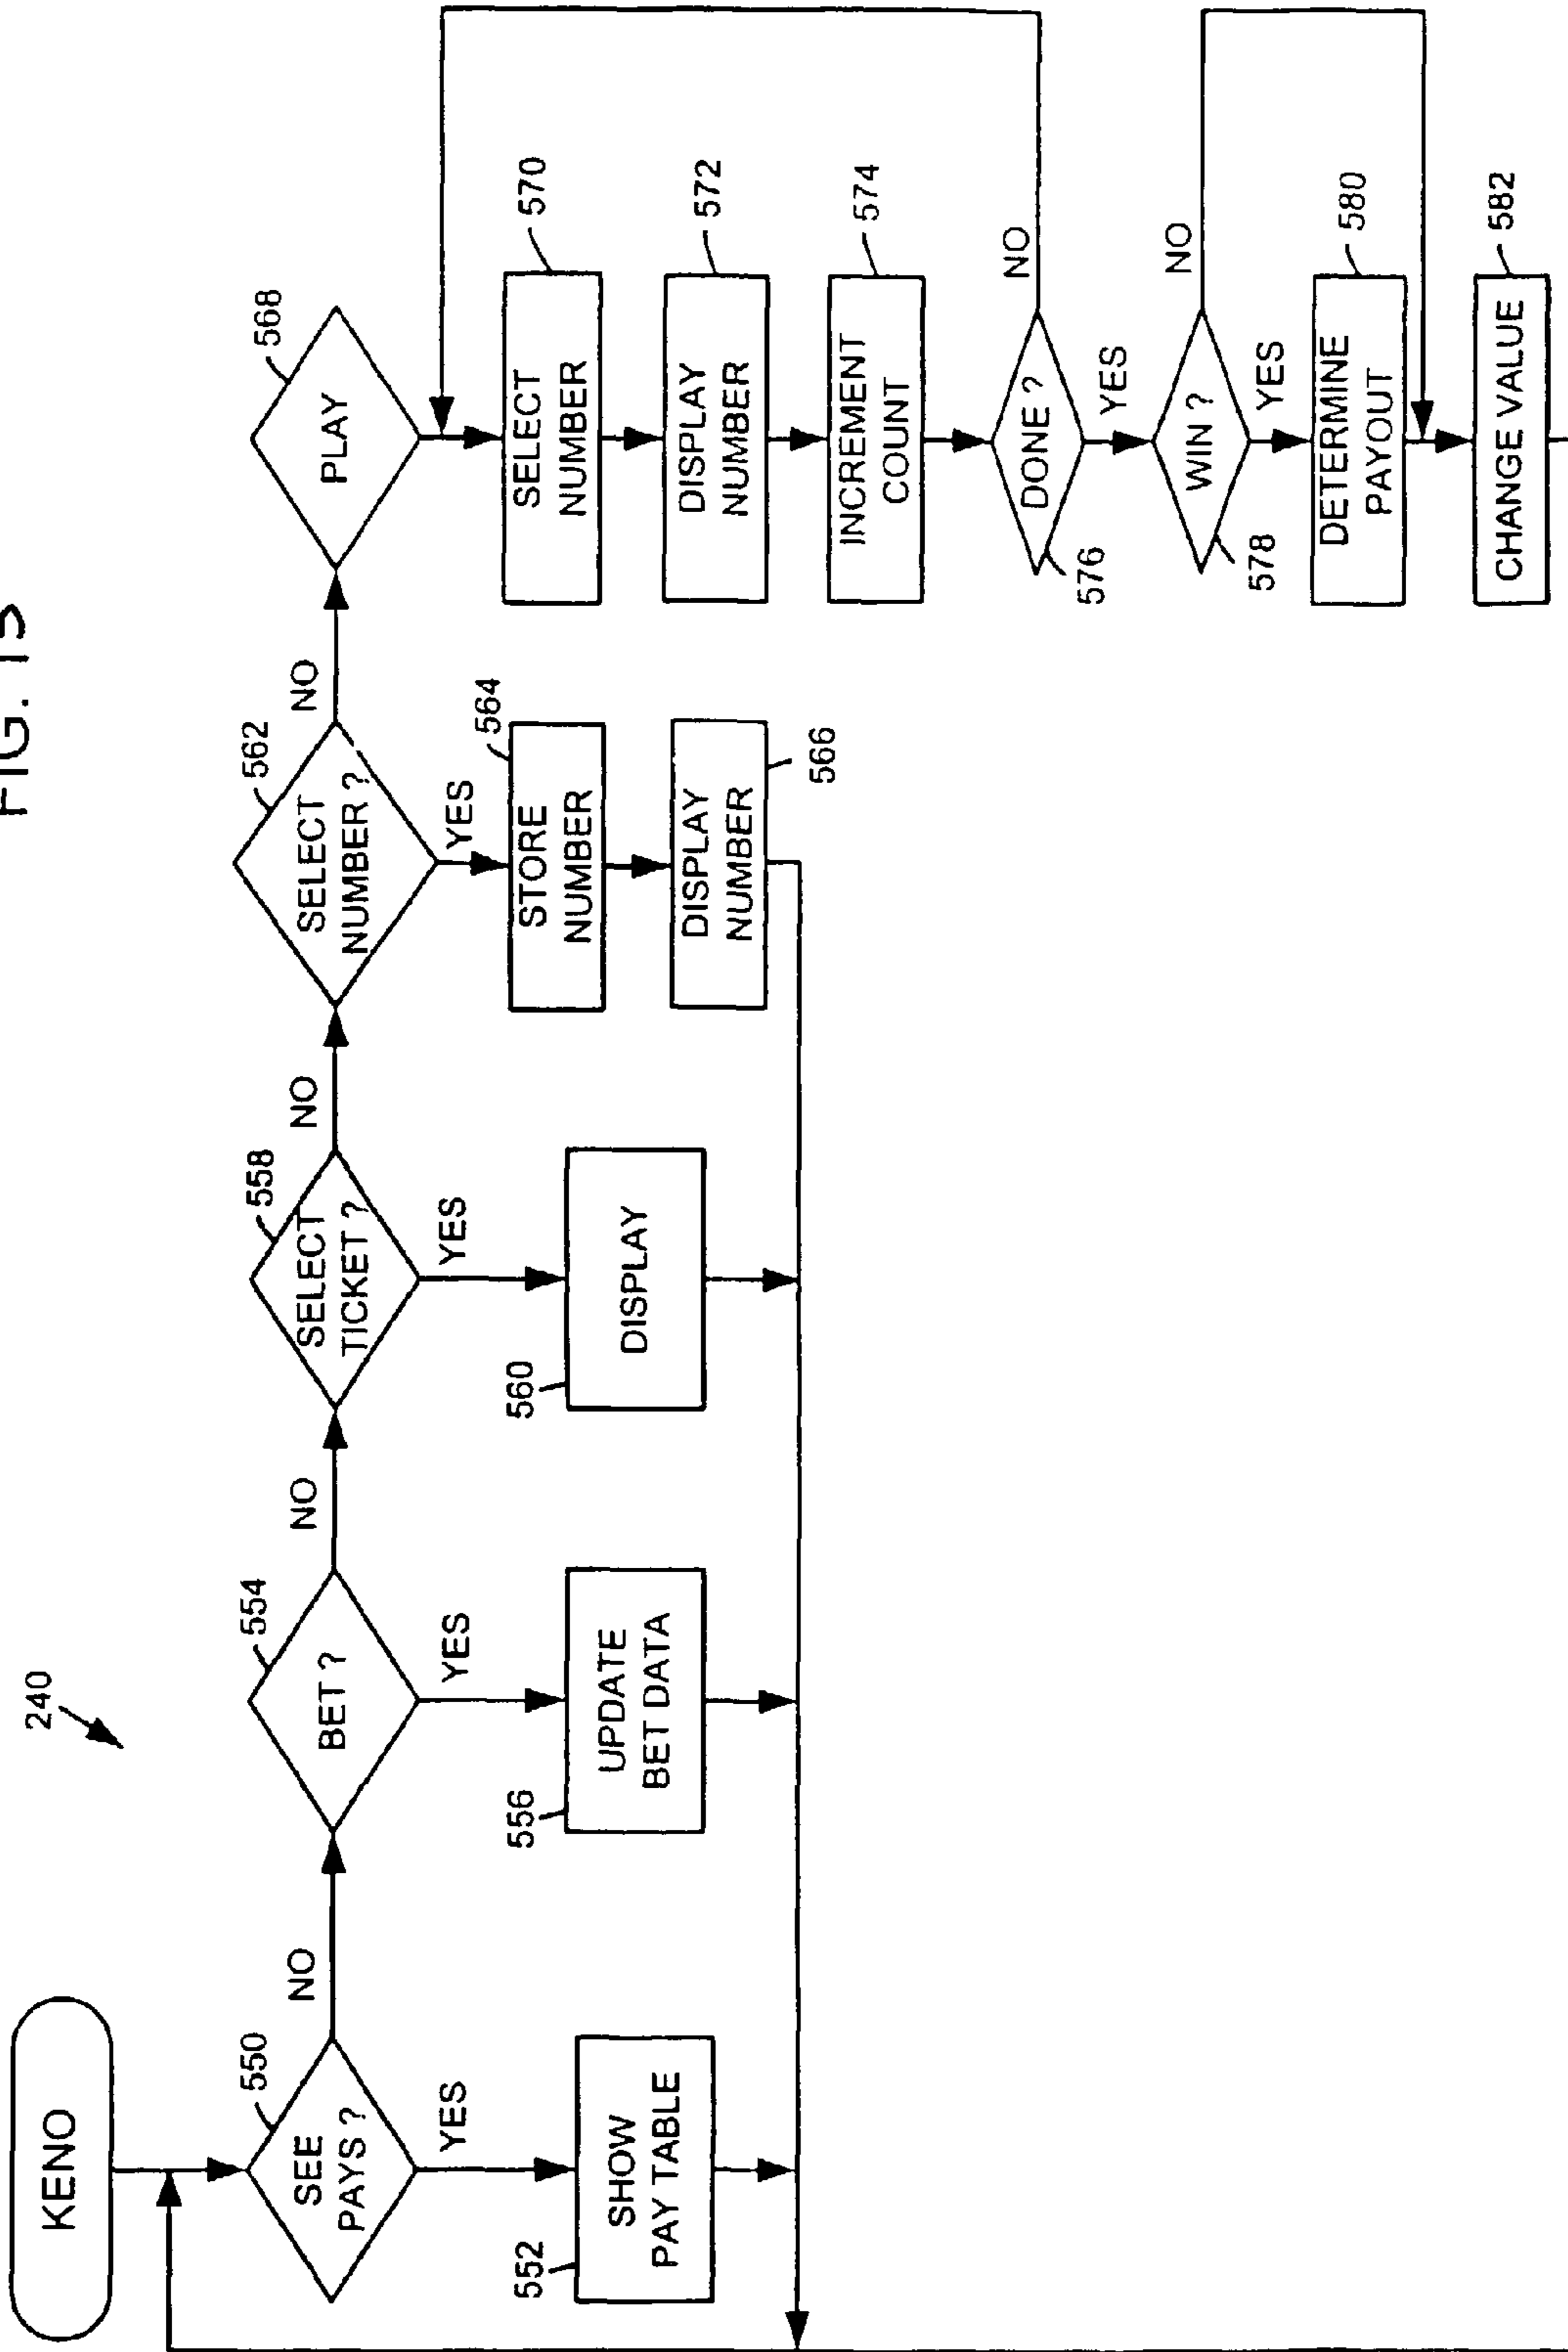 FIG. 13
240
KENO
550
SEE
PAYS ?
NO
YES
552
SHOW
PAY TABLE
554
BET ?
NO
YES
556
UPDATE
BET DATA
558
SELECT
TICKET ?
NO
YES
560
DISPLAY
562
SELECT
NUMBER ?
NO
YES
564
STORE
NUMBER
566
DISPLAY
NUMBER
568
PLAY
570
SELECT
NUMBER
572
DISPLAY
NUMBER
574
INCREMENT
COUNT
576
DONE ?
NO
YES
578
WIN ?
NO
YES
580
DETERMINE
PAYOUT
582
CHANGE VALUE